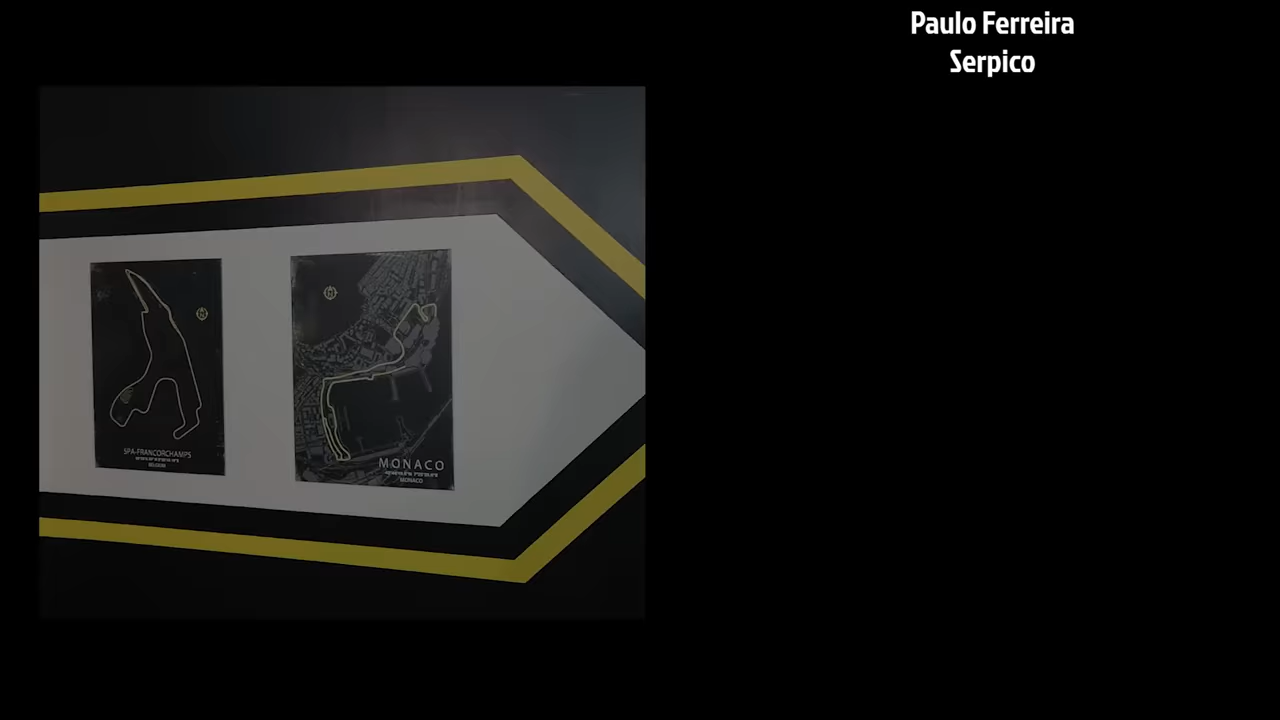 Paulo Ferreira
Serpico
SPA-FRANCORCHAMPS
BELGIUM
MONACO
MONACO